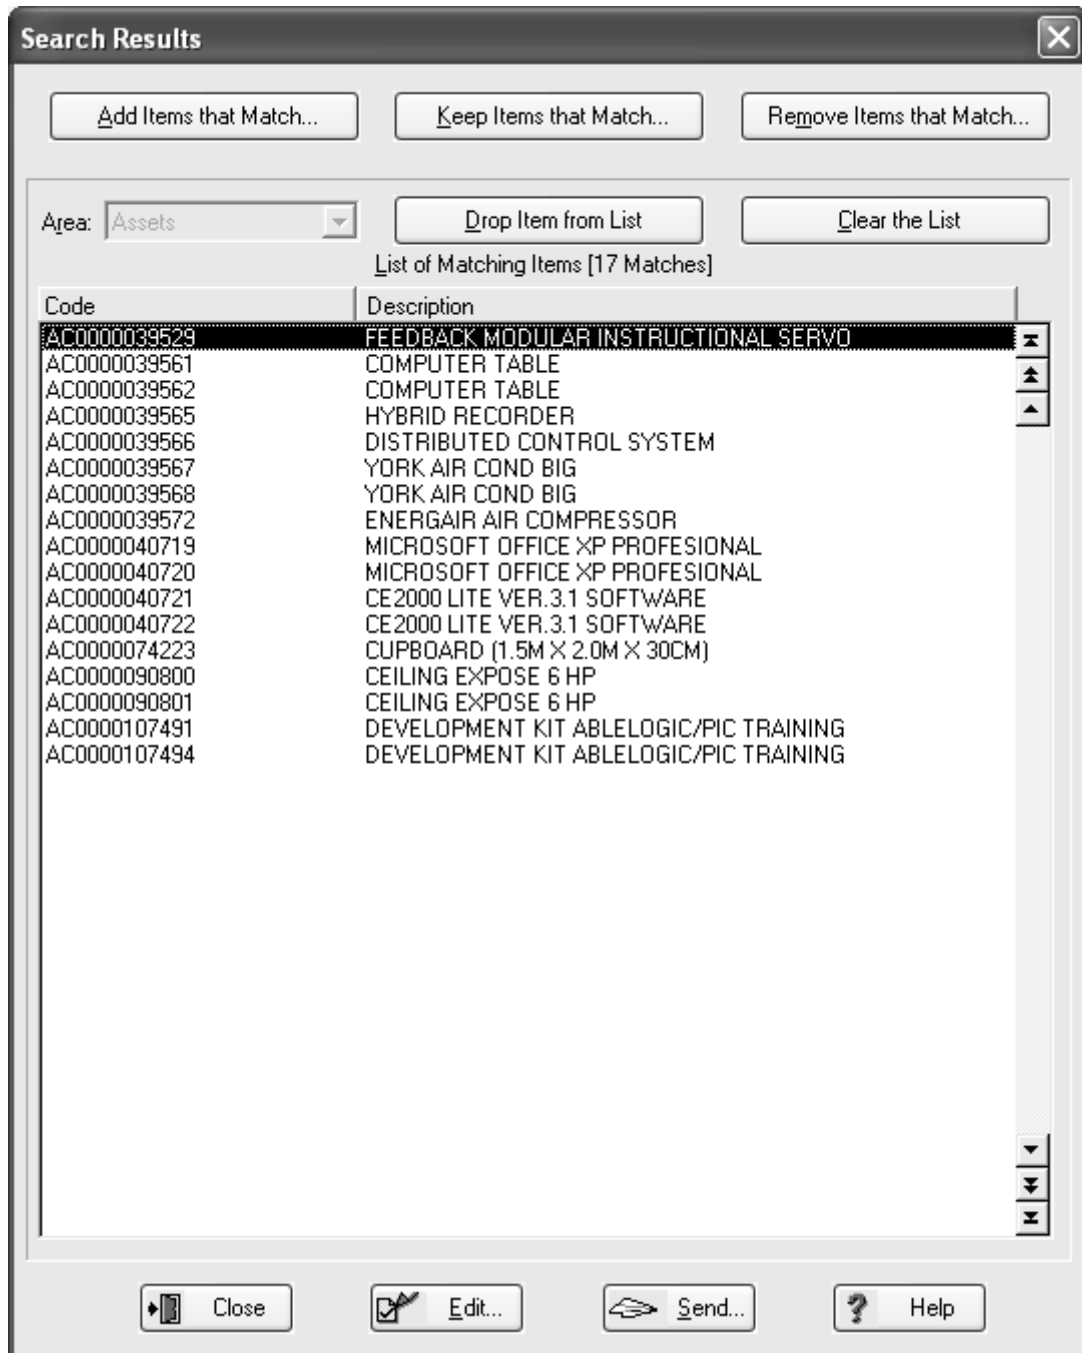 Search Results
Add Items that Match... Keep Items that Match... Remove Items that Match...
Area: Assets Drop Item from List Clear the List
List of Matching Items [17 Matches]
Code Description
AC0000039529 FEEDBACK MODULAR INSTRUCTIONAL SERVO
AC0000039561 COMPUTER TABLE
AC0000039562 COMPUTER TABLE
AC0000039565 HYBRID RECORDER
AC0000039566 DISTRIBUTED CONTROL SYSTEM
AC0000039567 YORK AIR COND BIG
AC0000039568 YORK AIR COND BIG
AC0000039572 ENERGAIR AIR COMPRESSOR
AC0000040719 MICROSOFT OFFICE XP PROFESIONAL
AC0000040720 MICROSOFT OFFICE XP PROFESIONAL
AC0000040721 CE2000 LITE VER.3.1 SOFTWARE
AC0000040722 CE2000 LITE VER.3.1 SOFTWARE
AC0000074223 CUPBOARD (1.5M X 2.0M X 30CM)
AC0000090800 CEILING EXPOSE 6 HP
AC0000090801 CEILING EXPOSE 6 HP
AC0000107491 DEVELOPMENT KIT ABLELOGIC/PIC TRAINING
AC0000107494 DEVELOPMENT KIT ABLELOGIC/PIC TRAINING
Close Edit... Send... Help